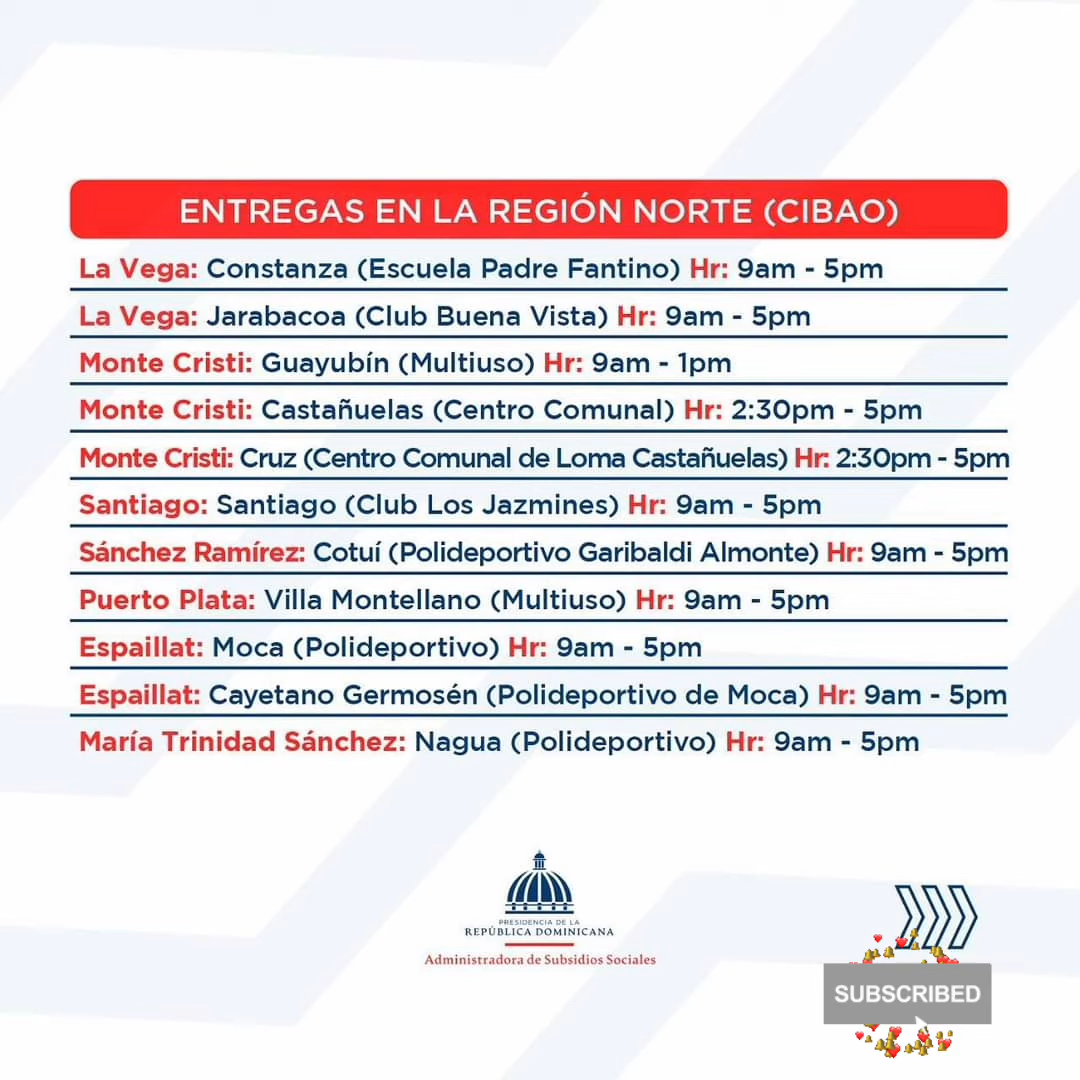 ENTREGAS EN LA REGIÓN NORTE (CIBAO)
La Vega: Constanza (Escuela Padre Fantino) Hr: 9am - 5pm
La Vega: Jarabacoa (Club Buena Vista) Hr: 9am - 5pm
Monte Cristi: Guayubín (Multiuso) Hr: 9am - 1pm
Monte Cristi: Castañuelas (Centro Comunal) Hr: 2:30pm - 5pm
Monte Cristi: Cruz (Centro Comunal de Loma Castañuelas) Hr: 2:30pm - 5pm
Santiago: Santiago (Club Los Jazmines) Hr: 9am - 5pm
Sánchez Ramírez: Cotuí (Polideportivo Garibaldi Almonte) Hr: 9am - 5pm
Puerto Plata: Villa Montellano (Multiuso) Hr: 9am - 5pm
Espaillat: Moca (Polideportivo) Hr: 9am - 5pm
Espaillat: Cayetano Germosén (Polideportivo de Moca) Hr: 9am - 5pm
María Trinidad Sánchez: Nagua (Polideportivo) Hr: 9am - 5pm
PRESIDENCIA DE LA
REPÚBLICA DOMINICANA
Administradora de Subsidios Sociales
SUBSCRIBED